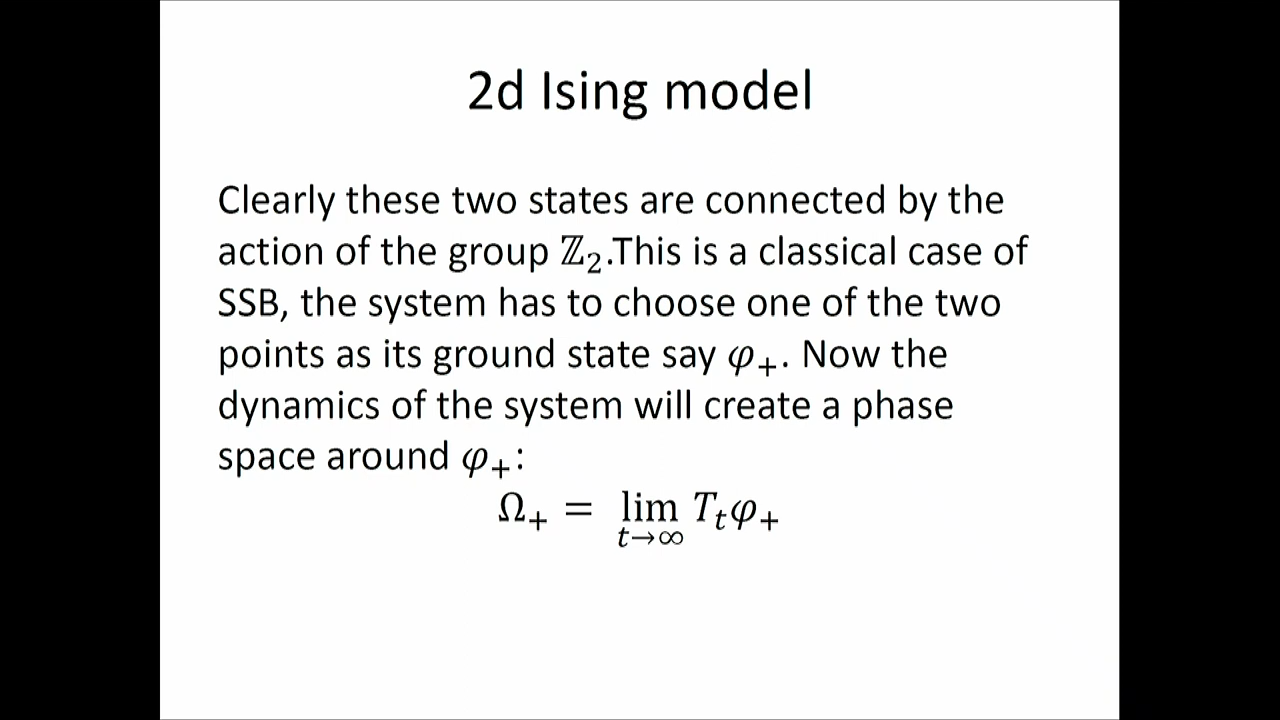 2d Ising model
Clearly these two states are connected by the
action of the group ℤ₂.This is a classical case of
SSB, the system has to choose one of the two
points as its ground state say φ₊. Now the
dynamics of the system will create a phase
space around φ₊:
Ω₊ = lim T_t φ₊
t→∞